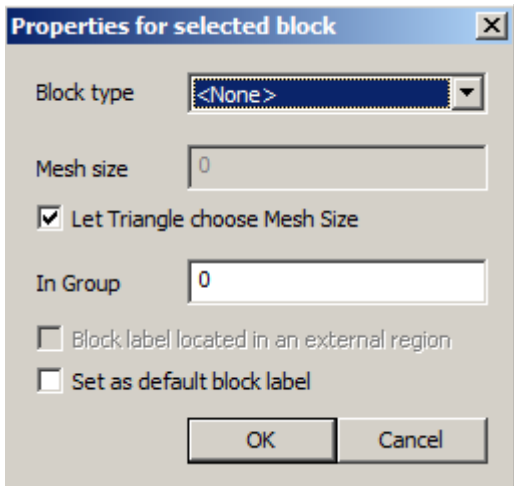 Properties for selected block
Block type <None>
Mesh size 0
Let Triangle choose Mesh Size
In Group 0
Block label located in an external region
Set as default block label
OK Cancel